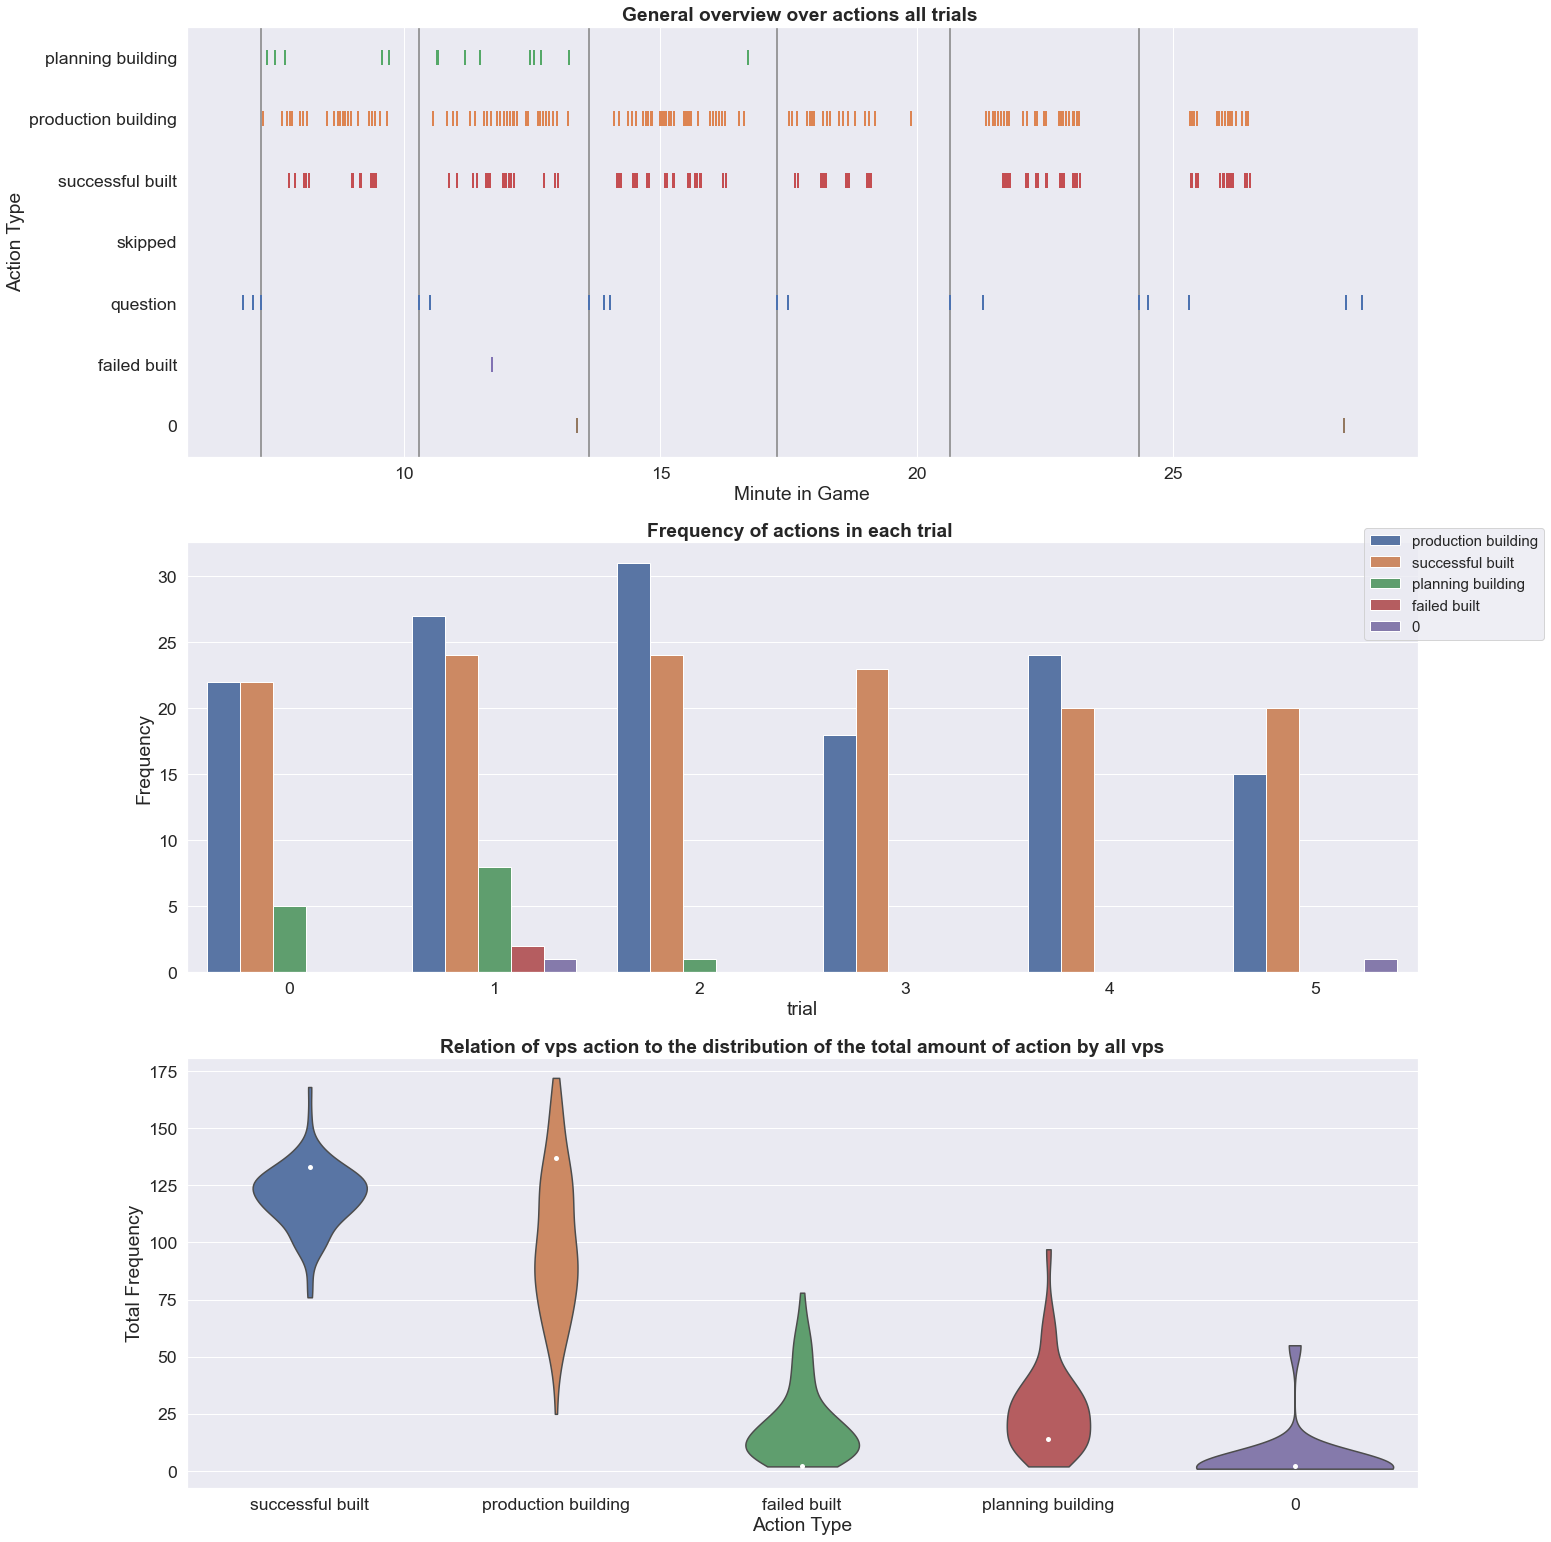 General overview over actions all trials
planning building
production building
successful built
skipped
question
failed built
0
Action Type
10 15 20 25
Minute in Game
Frequency of actions in each trial
production building
successful built
planning building
failed built
0
30
25
20
15
10
5
0
Frequency
0 1 2 3 4 5
trial
Relation of vps action to the distribution of the total amount of action by all vps
175
150
125
100
75
50
25
0
Total Frequency
successful built production building failed built planning building 0
Action Type